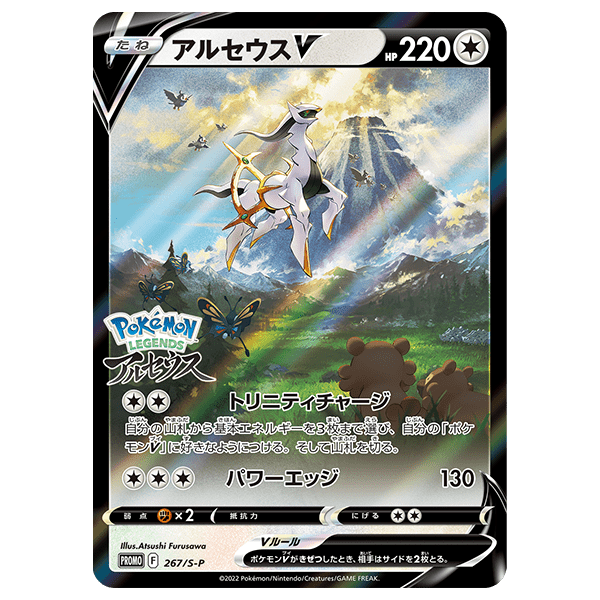 たね アルセウスV HP 220
Pokémon
LEGENDS
アルセウス
トリニティチャージ
自分の山札から基本エネルギーを3枚まで選び、自分の「ポケ
モンV」に好きなようにつける。そして山札を切る。
パワーエッジ 130
弱点 ×2 抵抗力 にげる
Illus.Atsushi Furusawa
Vルール
ポケモンVがきぜつしたとき、相手はサイドを2枚とる。
PROMO F 267/S-P
©2022 Pokémon/Nintendo/Creatures/GAME FREAK.